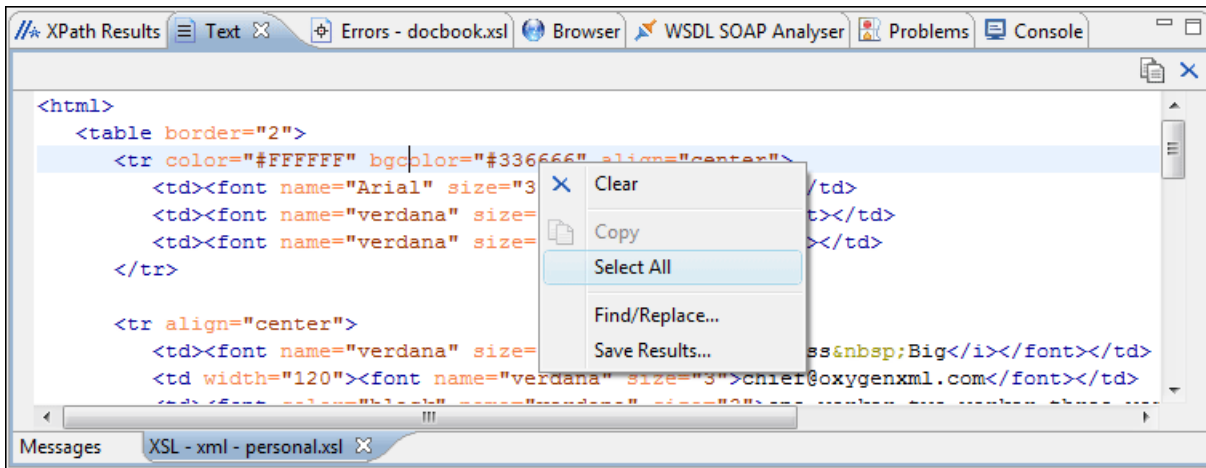 XPath Results Text Errors - docbook.xsl Browser WSDL SOAP Analyser Problems Console
<html>
<table border="2">
<tr color="#FFFFFF" bgcolor="#336666" align="center">
<td><font name="Arial" size="3 /td>
Clear
<td><font name="verdana" size= t></td>
Copy
<td><font name="verdana" size= ></td>
Select All
</tr>
Find/Replace...
<tr align="center">
Save Results...
<td><font name="verdana" size= ss&nbsp;Big</i></font></td>
<td width="120"><font name="verdana" size="3">chief@oxygenxml.com</font></td>
Messages XSL - xml - personal.xsl